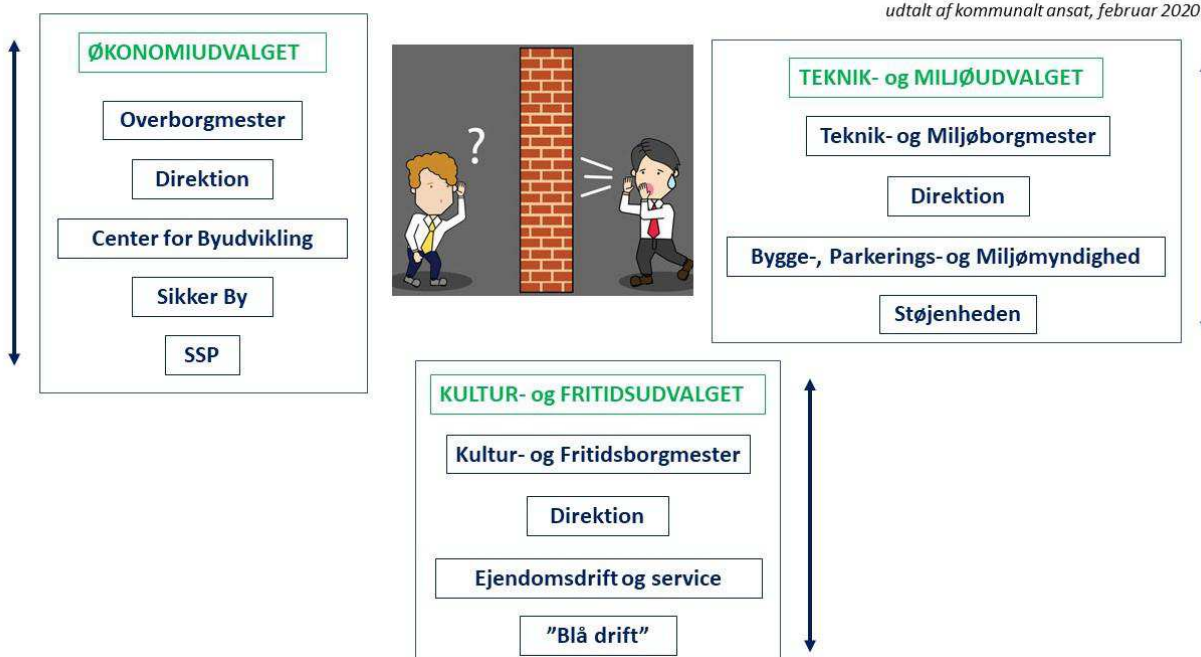 udtalt af kommunalt ansat, februar 2020
ØKONOMIUDVALGET
Overborgmester
Direktion
Center for Byudvikling
Sikker By
SSP
?
TEKNIK- og MILJØUDVALGET
Teknik- og Miljøborgmester
Direktion
Bygge-, Parkerings- og Miljømyndighed
Støjenheden
KULTUR- og FRITIDSUDVALGET
Kultur- og Fritidsborgmester
Direktion
Ejendomsdrift og service
”Blå drift”